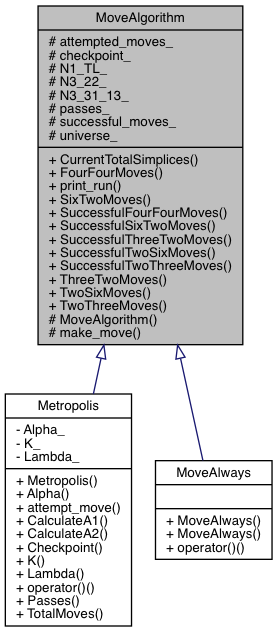 MoveAlgorithm
# attempted_moves_
# checkpoint_
# N1_TL_
# N3_22_
# N3_31_13_
# passes_
# successful_moves_
# universe_
+ CurrentTotalSimplices()
+ FourFourMoves()
+ print_run()
+ SixTwoMoves()
+ SuccessfulFourFourMoves()
+ SuccessfulSixTwoMoves()
+ SuccessfulThreeTwoMoves()
+ SuccessfulTwoSixMoves()
+ SuccessfulTwoThreeMoves()
+ ThreeTwoMoves()
+ TwoSixMoves()
+ TwoThreeMoves()
# MoveAlgorithm()
# make_move()
Metropolis
- Alpha_
- K_
- Lambda_
+ Metropolis()
+ Alpha()
+ attempt_move()
+ CalculateA1()
+ CalculateA2()
+ Checkpoint()
+ K()
+ Lambda()
+ operator()()
+ Passes()
+ TotalMoves()
MoveAlways
+ MoveAlways()
+ MoveAlways()
+ operator()()